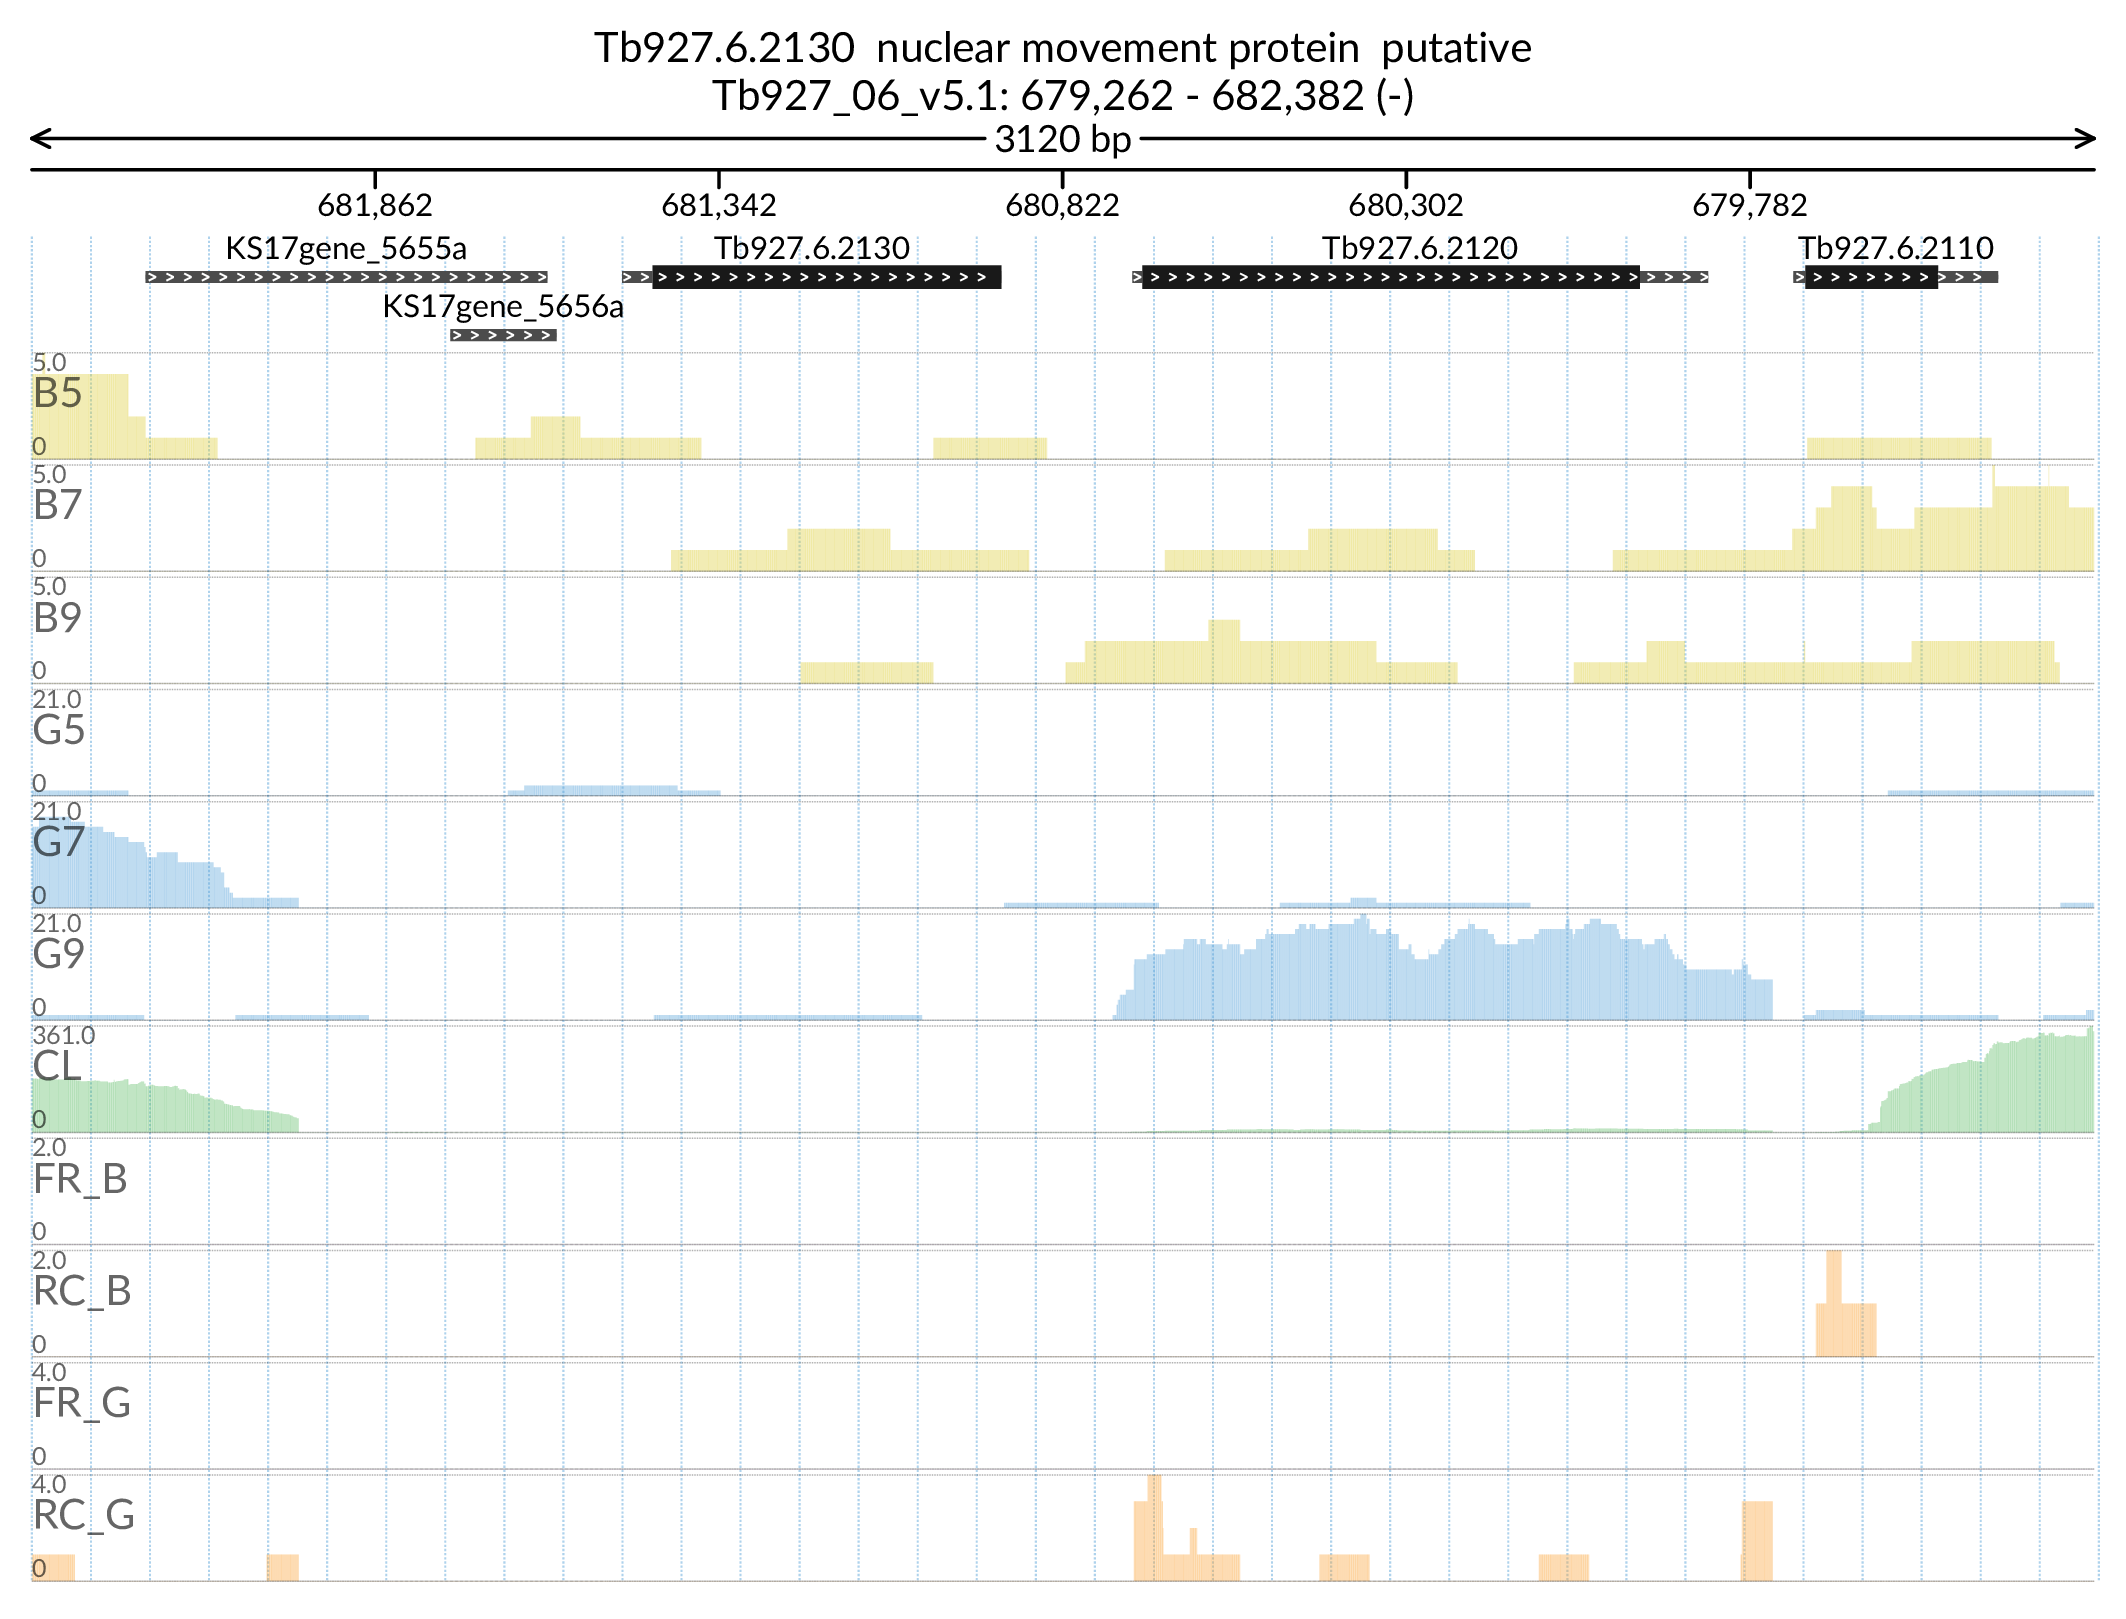 Tb927.6.2130  nuclear movement protein  putative
Tb927_06_v5.1: 679,262 - 682,382 (-)
3120 bp
681,862 681,342 680,822 680,302 679,782
KS17gene_5655a Tb927.6.2130 Tb927.6.2120 Tb927.6.2110
KS17gene_5656a
5.0
B5
0
5.0
B7
0
5.0
B9
0
21.0
G5
0
21.0
G7
0
21.0
G9
0
361.0
CL
0
2.0
FR_B
0
2.0
RC_B
0
4.0
FR_G
0
4.0
RC_G
0